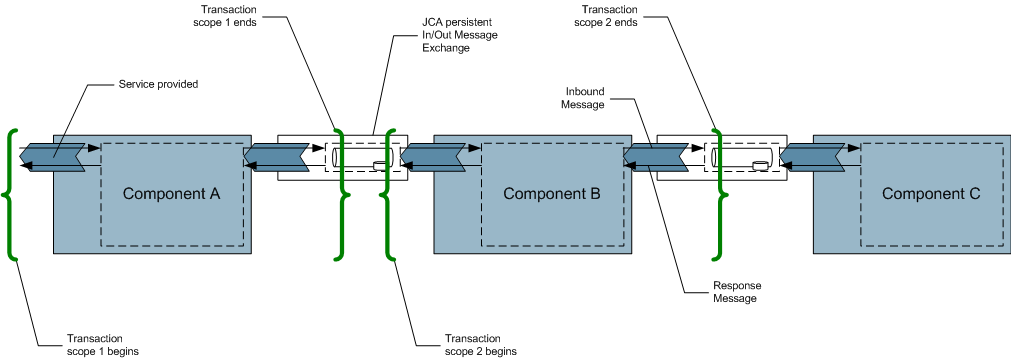 Transaction
scope 1 ends
JCA persistent
In/Out Message
Exchange
Transaction
scope 2 ends
Service provided
Inbound
Message
Component A
Component B
Component C
Response
Message
Transaction
scope 1 begins
Transaction
scope 2 begins